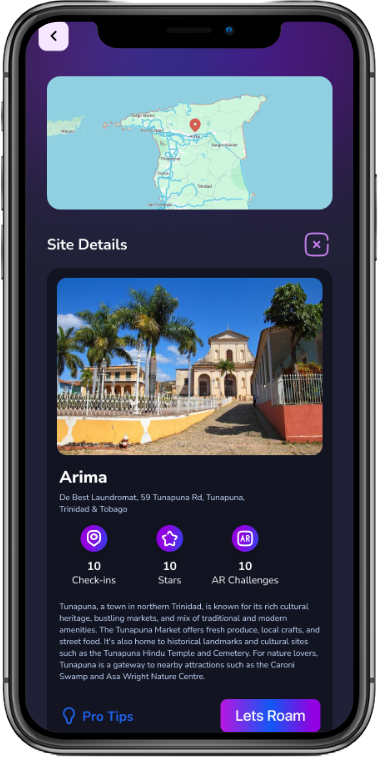 Arima
Trinidad
Site Details
Arima
De Best Laundromat, 59 Tunapuna Rd, Tunapuna,
Trinidad & Tobago
10
10
10
Check-ins
Stars
AR Challenges
Tunapuna, a town in northern Trinidad, is known for its rich cultural
heritage, bustling markets, and mix of traditional and modern
amenities. The Tunapuna Market offers fresh produce, local crafts, and
street food. It's also home to historical landmarks and cultural sites
such as the Tunapuna Hindu Temple and Cemetery. For nature lovers,
Tunapuna is a gateway to nearby attractions such as the Caroni
Swamp and Asa Wright Nature Centre.
Pro Tips
Lets Roam